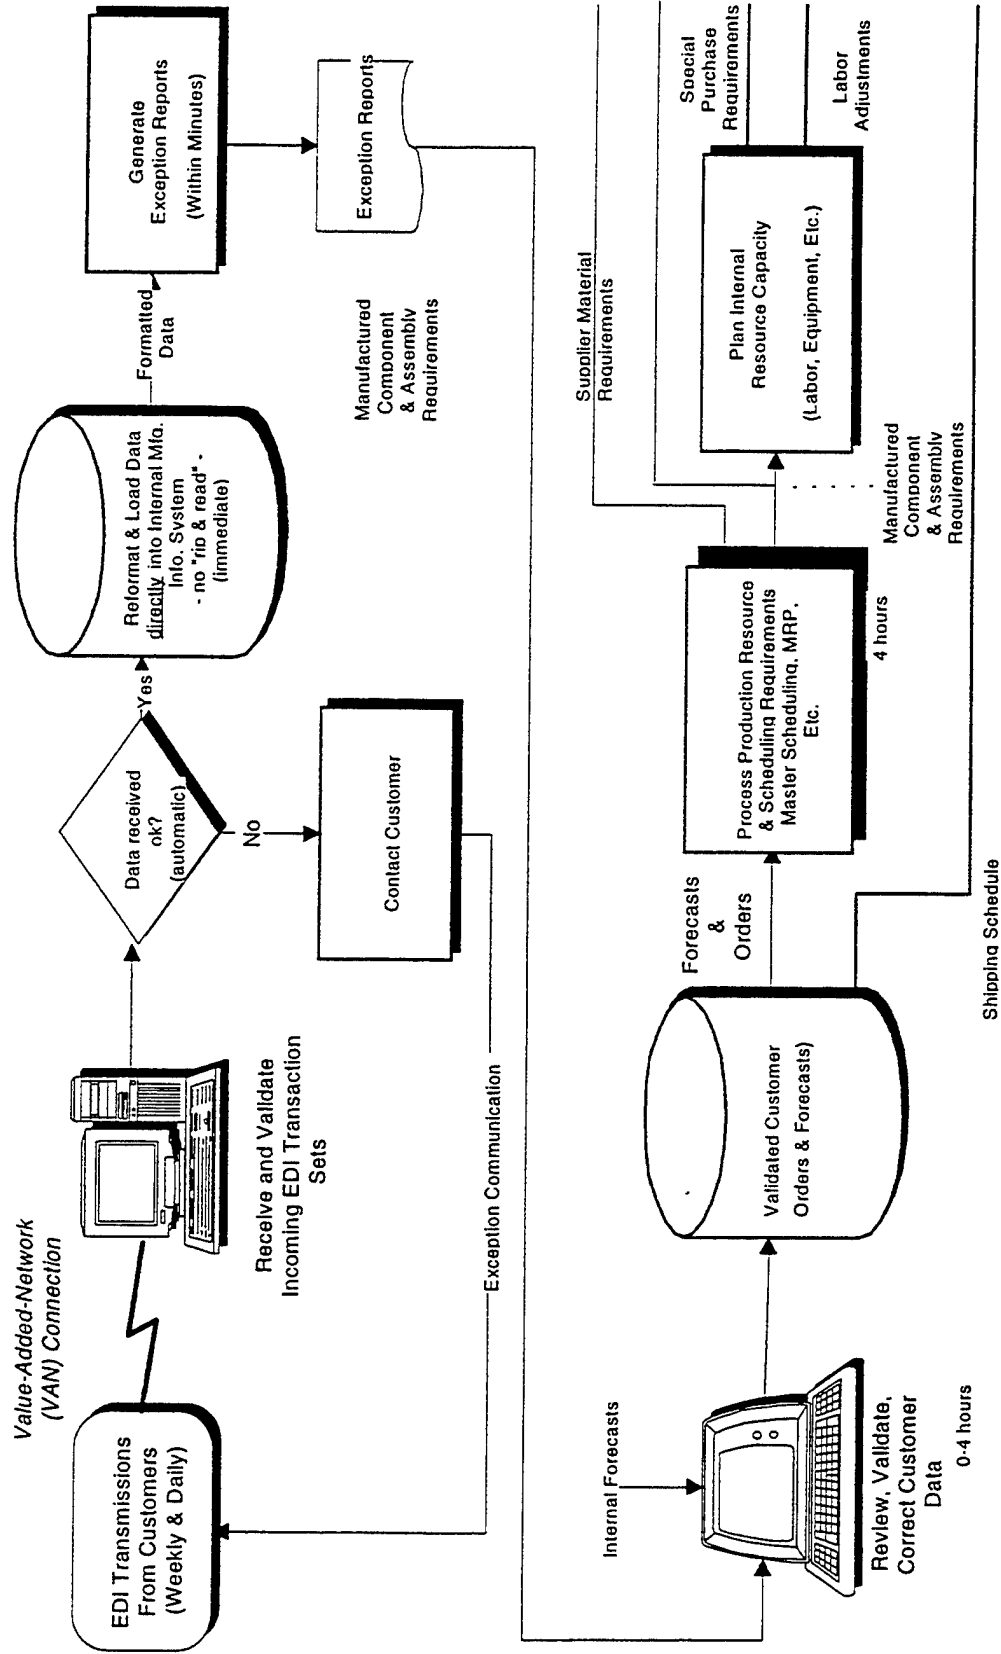 Value-Added-Network
(VAN) Connection
EDI Transmissions
From Customers
(Weekly & Daily)
Receive and Validate
Incoming EDI Transaction
Sets
Data received
ok?
(automatic)
Yes
No
Reformat & Load Data
directly into Internal Mfg.
Info. System
- no "rip & read" -
(immediate)
Formatted
Data
Generate
Exception Reports
(Within Minutes)
Exception Reports
Contact Customer
Exception Communication
Manufactured
Component
& Assembly
Requirements
Internal Forecasts
Review, Validate,
Correct Customer
Data
0-4 hours
Validated Customer
Orders & Forecasts)
Forecasts
&
Orders
Process Production Resource
& Scheduling Requirements
Master Scheduling, MRP,
Etc.
4 hours
Supplier Material
Requirements
Plan Internal
Resource Capacity
(Labor, Equipment, Etc.)
Manufactured
Component
& Assembly
Requirements
Special
Purchase
Requirements
Labor
Adjustments
Shipping Schedule